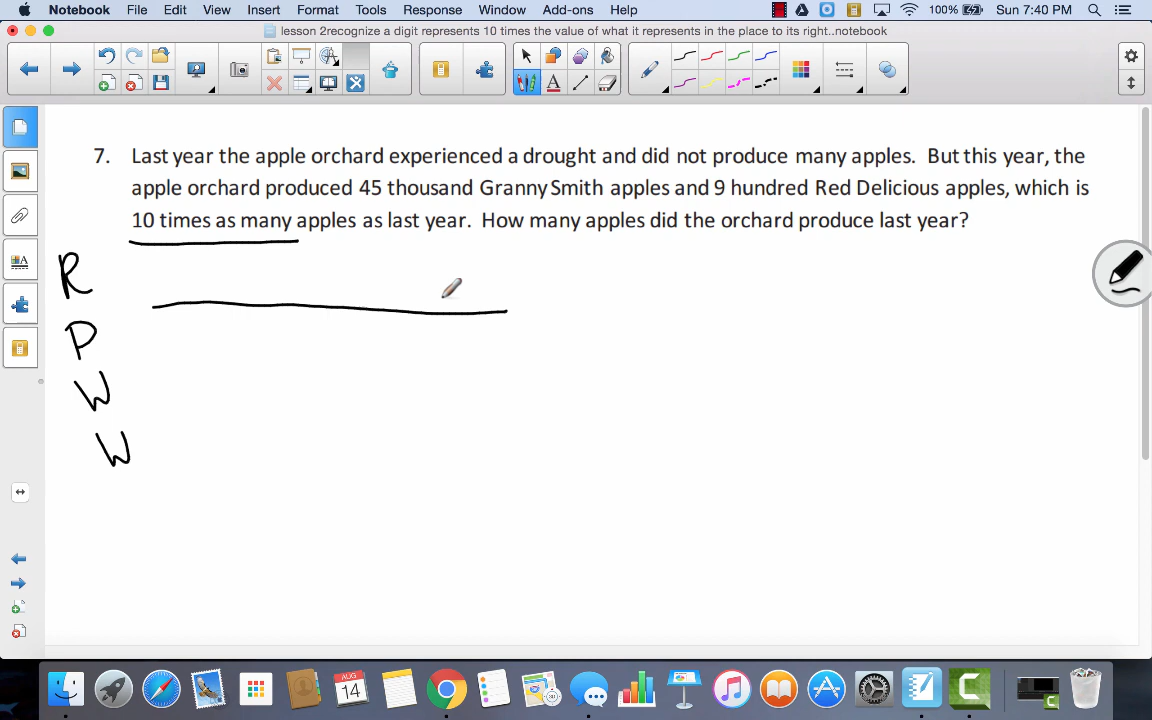 Notebook File Edit View Insert Format Tools Response Window Add-ons Help 100% Sun 7:40 PM
lesson 2recognize a digit represents 10 times the value of what it represents in the place to its right..notebook
7. Last year the apple orchard experienced a drought and did not produce many apples. But this year, the
apple orchard produced 45 thousand Granny Smith apples and 9 hundred Red Delicious apples, which is
10 times as many apples as last year. How many apples did the orchard produce last year?
R
P
W
W
AUG
14